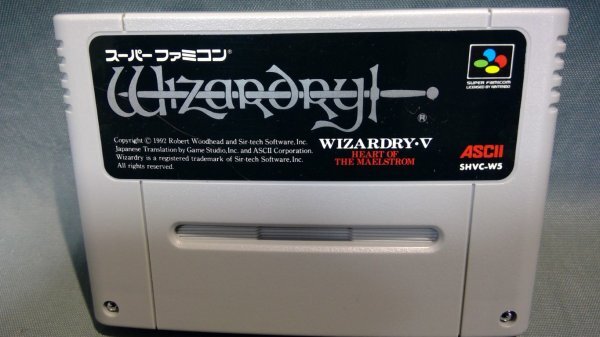 スーパーファミコン®
Wizardry®
SUPER FAMICOM
LICENSED BY NINTENDO
Copyright © 1992 Robert Woodhead and Sir-tech Software, Inc.
Japanese Translation by Game Studio, Inc. and ASCII Corporation.
Wizardry is a registered trademark of Sir-tech Software, Inc.
All rights reserved.
WIZARDRY·V
HEART OF
THE MAELSTROM
ASCII
SHVC-W5